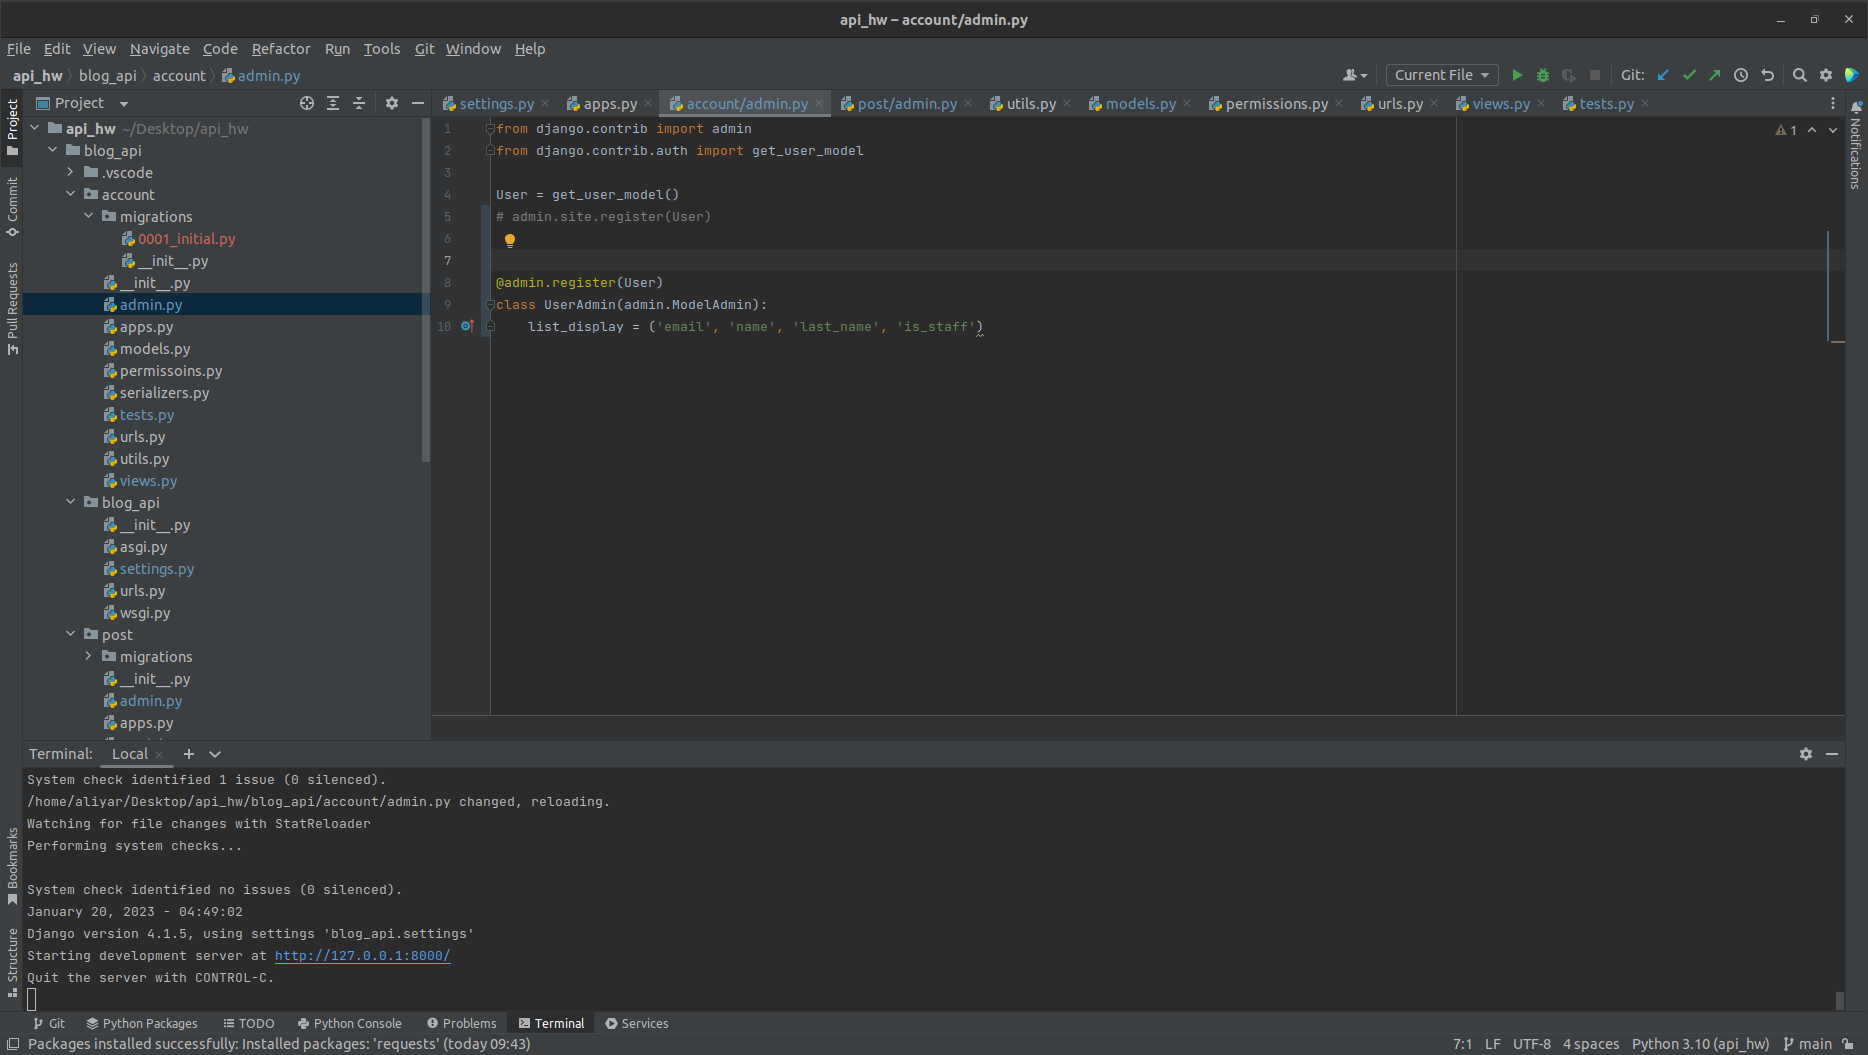 api_hw – account/admin.py
File Edit View Navigate Code Refactor Run Tools Git Window Help
api_hw blog_api account admin.py
Current File
Git:
Project
settings.py apps.py account/admin.py post/admin.py utils.py models.py permissions.py urls.py views.py tests.py
Project
Commit
Pull Requests
Bookmarks
Structure
Notifications
api_hw ~/Desktop/api_hw
blog_api
.vscode
account
migrations
0001_initial.py
__init__.py
__init__.py
admin.py
apps.py
models.py
permissoins.py
serializers.py
tests.py
urls.py
utils.py
views.py
blog_api
__init__.py
asgi.py
settings.py
urls.py
wsgi.py
post
migrations
__init__.py
admin.py
apps.py
1 from django.contrib import admin
2 from django.contrib.auth import get_user_model
3
4 User = get_user_model()
5 # admin.site.register(User)
6
7
8 @admin.register(User)
9 class UserAdmin(admin.ModelAdmin):
10 list_display = ('email', 'name', 'last_name', 'is_staff')
1
Terminal: Local
System check identified 1 issue (0 silenced).
/home/aliyar/Desktop/api_hw/blog_api/account/admin.py changed, reloading.
Watching for file changes with StatReloader
Performing system checks...
System check identified no issues (0 silenced).
January 20, 2023 - 04:49:02
Django version 4.1.5, using settings 'blog_api.settings'
Starting development server at http://127.0.0.1:8000/
Quit the server with CONTROL-C.
Git Python Packages TODO Python Console Problems Terminal Services
Packages installed successfully: Installed packages: 'requests' (today 09:43)
7:1 LF UTF-8 4 spaces Python 3.10 (api_hw) main